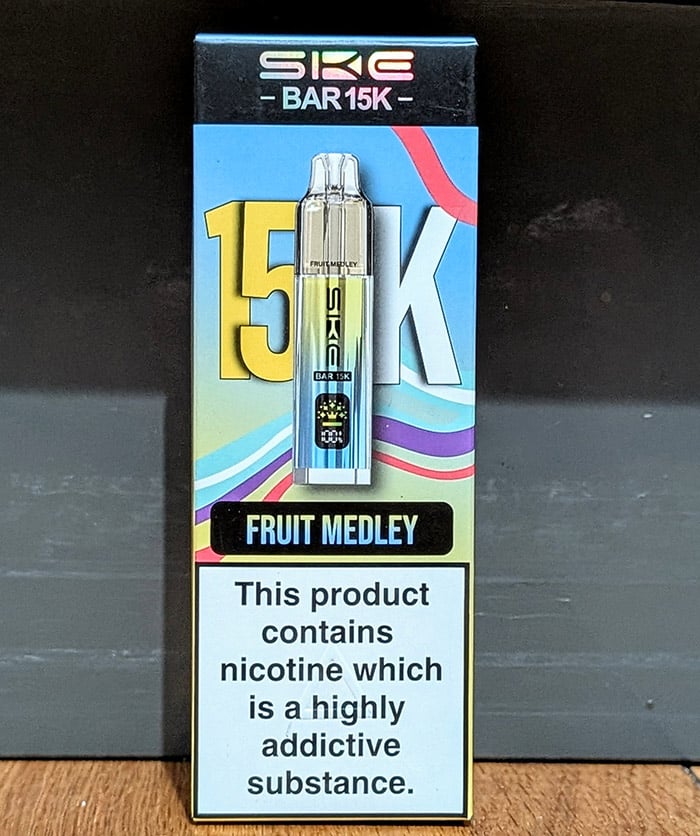 SKE
– BAR 15K –
15K
FRUIT MEDLEY
SKE
BAR 15K
100%
FRUIT MEDLEY
This product
contains
nicotine which
is a highly
addictive
substance.